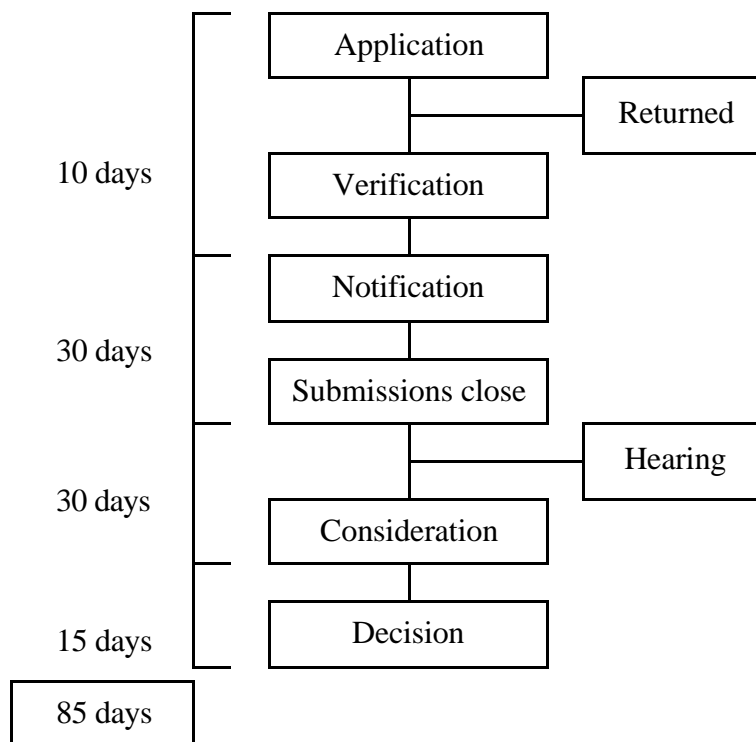 Application
Returned
10 days
Verification
Notification
30 days
Submissions close
Hearing
30 days
Consideration
Decision
15 days
85 days